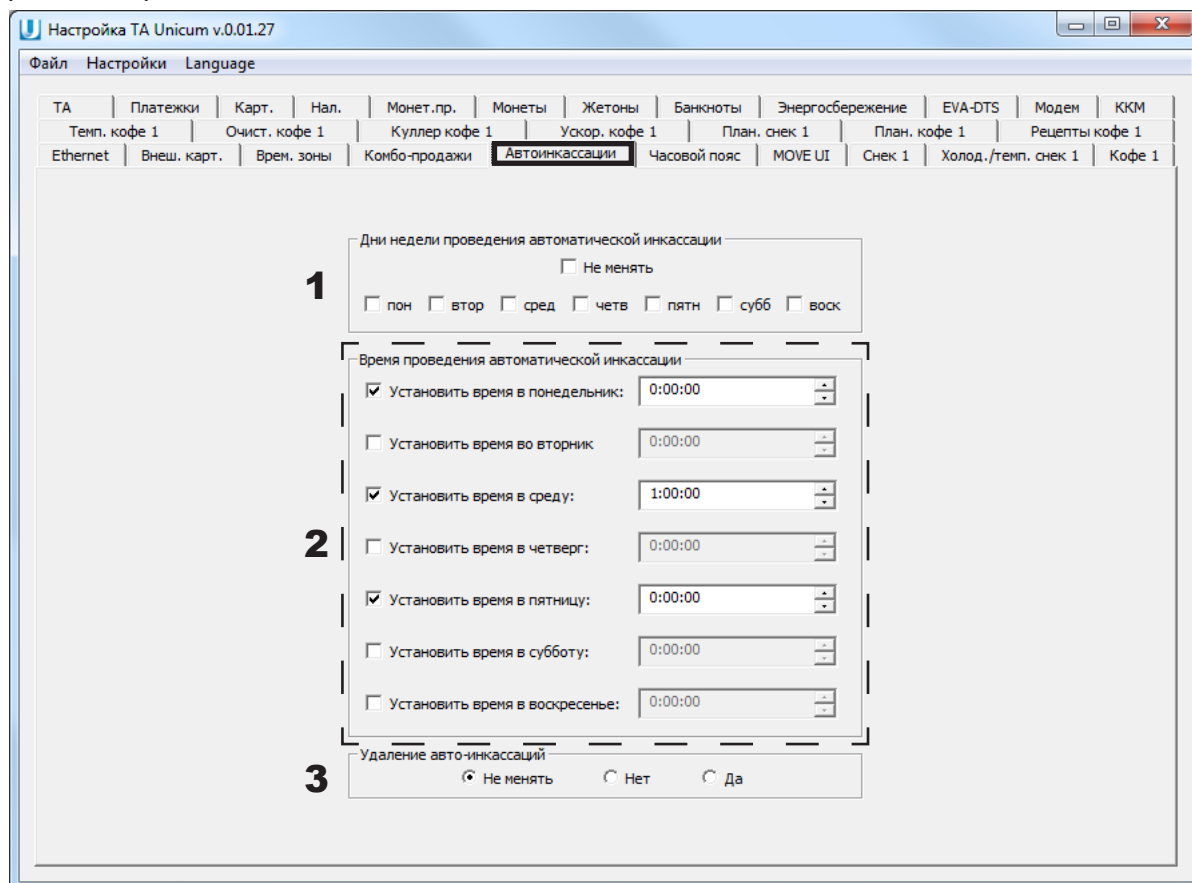 Настройка TA Unicum v.0.01.27
Файл Настройки Language
ТА Платежки Карт. Нал. Монет.пр. Монеты Жетоны Банкноты Энергосбережение EVA-DTS Модем ККМ
Темп. кофе 1 Очист. кофе 1 Куллер кофе 1 Ускор. кофе 1 План. снек 1 План. кофе 1 Рецепты кофе 1
Ethernet Внеш. карт. Врем. зоны Комбо-продажи Автоинкассации Часовой пояс MOVE UI Снек 1 Холод./темп. снек 1 Кофе 1
Дни недели проведения автоматической инкассации
Не менять
1
пон втор сред четв пятн субб воск
Время проведения автоматической инкассации
Установить время в понедельник: 0:00:00
Установить время во вторник 0:00:00
Установить время в среду: 1:00:00
2
Установить время в четверг: 0:00:00
Установить время в пятницу: 0:00:00
Установить время в субботу: 0:00:00
Установить время в воскресенье: 0:00:00
Удаление авто-инкассаций
3
Не менять Нет Да